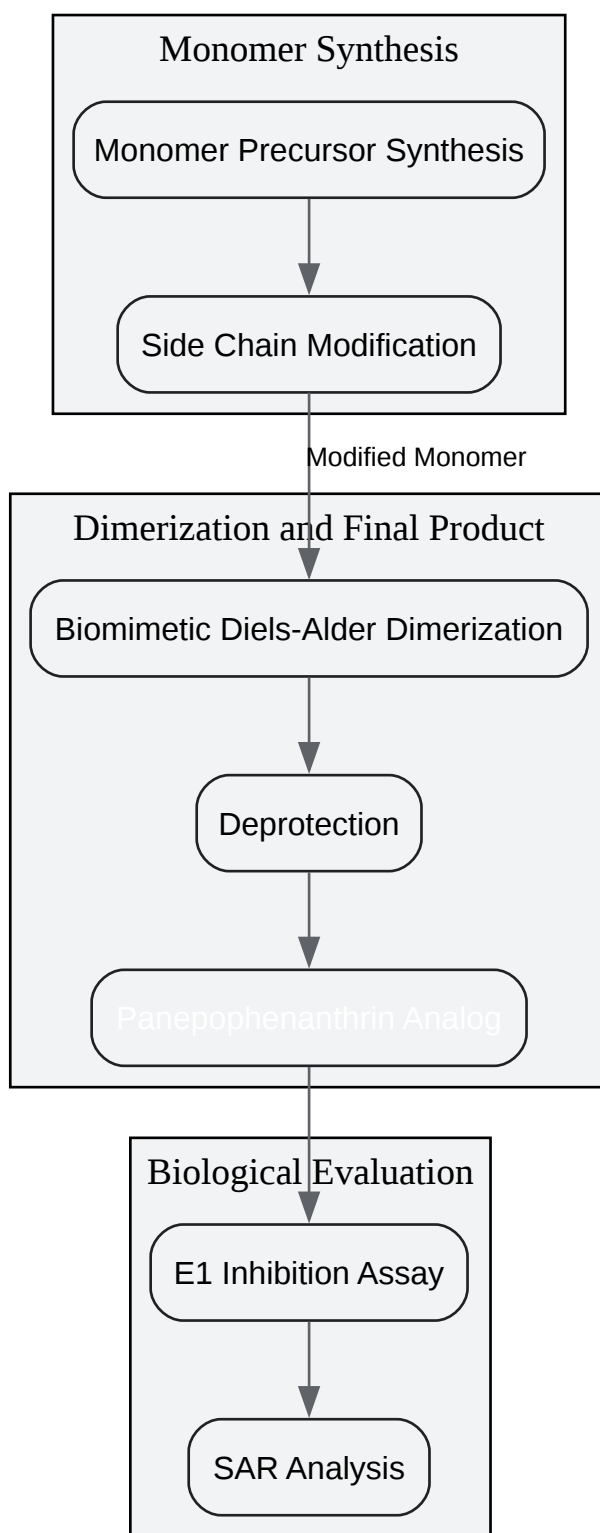 Monomer Synthesis
Monomer Precursor Synthesis
Side Chain Modification
Modified Monomer
Dimerization and Final Product
Biomimetic Diels-Alder Dimerization
Deprotection
Panepophenanthrin Analog
Biological Evaluation
E1 Inhibition Assay
SAR Analysis